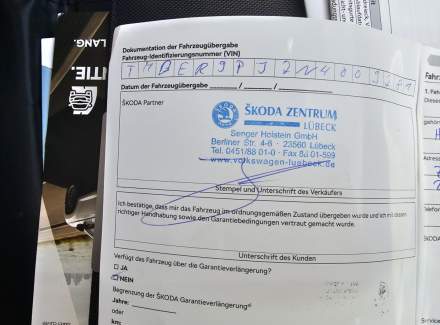 LANG.
TIE.
Dokumentation der Fahrzeugübergabe
Fahrzeug-Identifizierungsnummer (VIN)
Datum der Fahrzeugübergabe / /
ŠKODA Partner
ŠKODA ZENTRUM
LÜBECK
Senger Holstein GmbH
Berliner Str. 4-6 · 23560 Lübeck
Tel. 0451/88 01-0 · Fax 88 01-599
www.volkswagen-luebeck.de
Stempel und Unterschrift des Verkäufers
Ich bestätige, dass mir das Fahrzeug im ordnungsgemäßen Zustand übergeben wurde und ich mit dessen
richtiger Handhabung sowie den Garantiebedingungen vertraut gemacht wurde.
Unterschrift des Kunden
Verfügt das Fahrzeug über die Garantieverlängerung?
JA
NEIN
Begrenzung der ŠKODA Garantieverlängerung
Jahre:
oder
km: